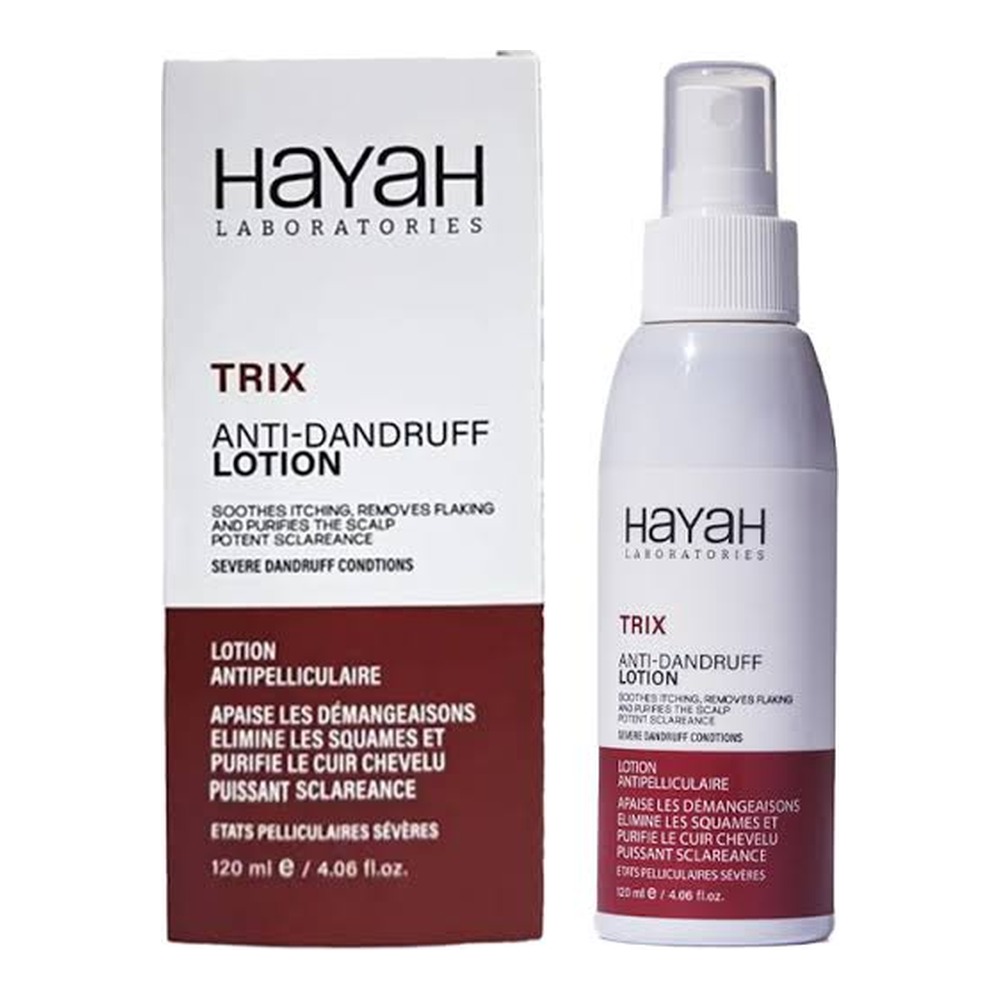 HAYAH
LABORATORIES
TRIX
ANTI-DANDRUFF
LOTION
SOOTHES ITCHING, REMOVES FLAKING
AND PURIFIES THE SCALP
POTENT SCLAREANCE
SEVERE DANDRUFF CONDTIONS
LOTION
ANTIPELLICULAIRE
APAISE LES DÉMANGEAISONS
ELIMINE LES SQUAMES ET
PURIFIE LE CUIR CHEVELU
PUISSANT SCLAREANCE
ETATS PELLICULAIRES SÉVÈRES
120 ml e / 4.06 fl.oz.
HAYAH
LABORATORIES
TRIX
ANTI-DANDRUFF
LOTION
SOOTHES ITCHING, REMOVES FLAKING
AND PURIFIES THE SCALP
POTENT SCLAREANCE
SEVERE DANDRUFF CONDTIONS
LOTION
ANTIPELLICULAIRE
APAISE LES DÉMANGEAISONS
ELIMINE LES SQUAMES ET
PURIFIE LE CUIR CHEVELU
PUISSANT SCLAREANCE
ETATS PELLICULAIRES SÉVÈRES
120 ml e / 4.06 fl.oz.